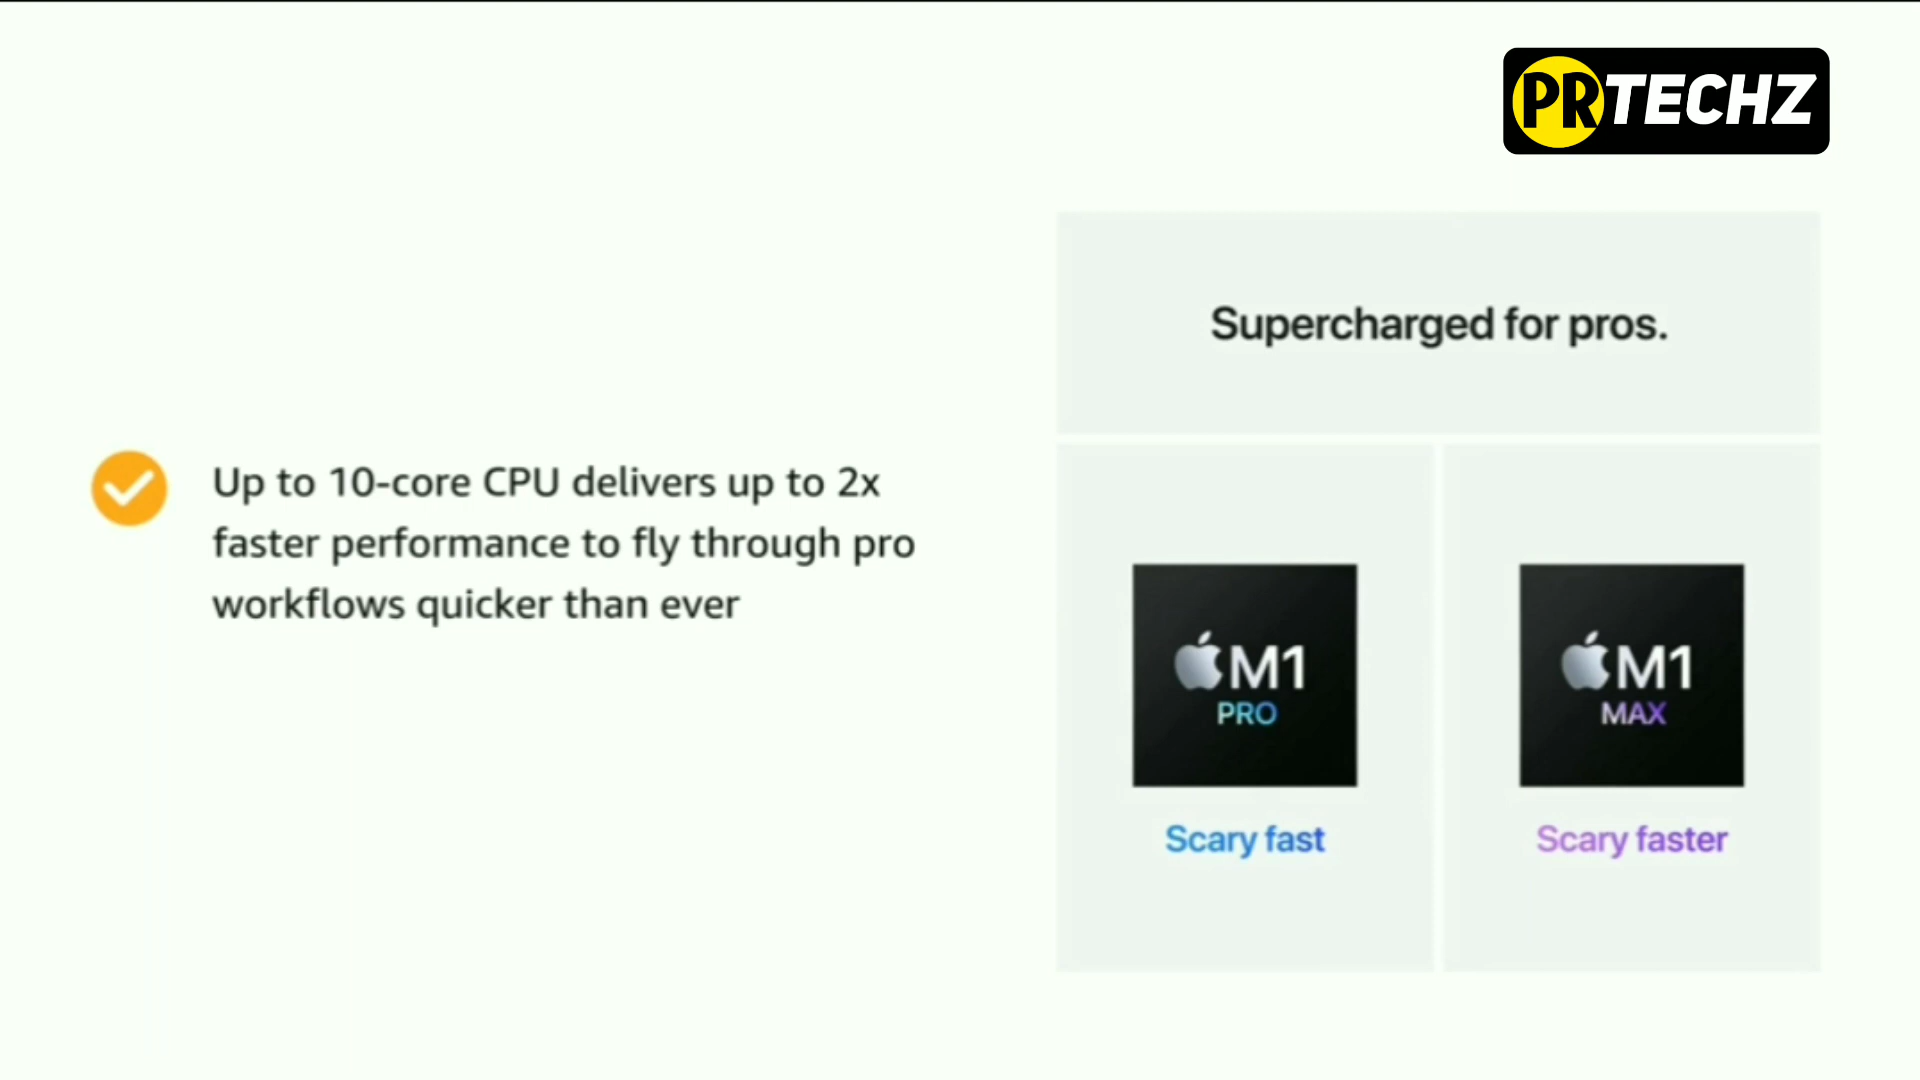 PRTECHZ
Up to 10-core CPU delivers up to 2x
faster performance to fly through pro
workflows quicker than ever
Supercharged for pros.
M1
PRO
Scary fast
M1
MAX
Scary faster